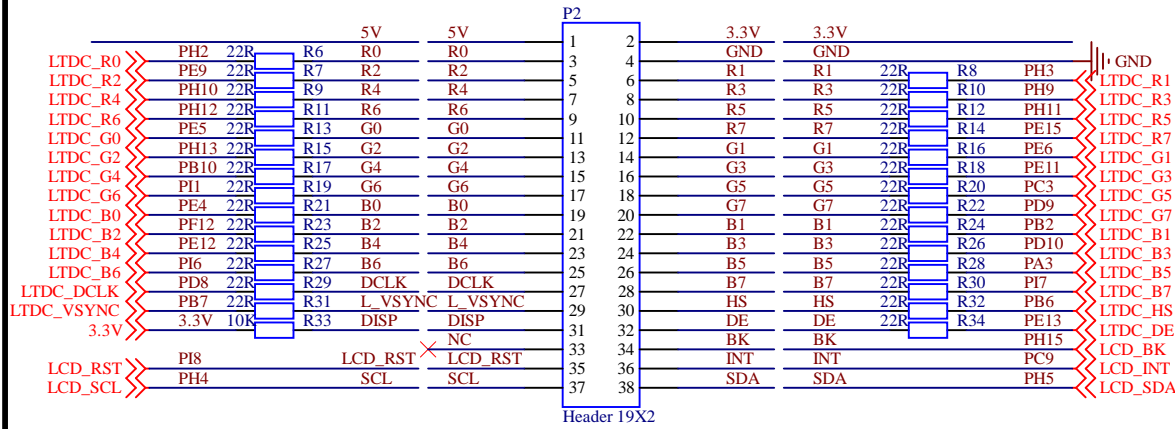 P2
5V 5V 1 2 3.3V 3.3V
LTDC_R0 PH2 22R R6 R0 R0 3 4 GND GND GND
LTDC_R2 PE9 22R R7 R2 R2 5 6 R1 R1 22R R8 PH3 LTDC_R1
LTDC_R4 PH10 22R R9 R4 R4 7 8 R3 R3 22R R10 PH9 LTDC_R3
LTDC_R6 PH12 22R R11 R6 R6 9 10 R5 R5 22R R12 PH11 LTDC_R5
LTDC_G0 PE5 22R R13 G0 G0 11 12 R7 R7 22R R14 PE15 LTDC_R7
LTDC_G2 PH13 22R R15 G2 G2 13 14 G1 G1 22R R16 PE6 LTDC_G1
LTDC_G4 PB10 22R R17 G4 G4 15 16 G3 G3 22R R18 PE11 LTDC_G3
LTDC_G6 PI1 22R R19 G6 G6 17 18 G5 G5 22R R20 PC3 LTDC_G5
LTDC_B0 PE4 22R R21 B0 B0 19 20 G7 G7 22R R22 PD9 LTDC_G7
LTDC_B2 PF12 22R R23 B2 B2 21 22 B1 B1 22R R24 PB2 LTDC_B1
LTDC_B4 PE12 22R R25 B4 B4 23 24 B3 B3 22R R26 PD10 LTDC_B3
LTDC_B6 PI6 22R R27 B6 B6 25 26 B5 B5 22R R28 PA3 LTDC_B5
LTDC_DCLK PD8 22R R29 DCLK DCLK 27 28 B7 B7 22R R30 PI7 LTDC_B7
LTDC_VSYNC PB7 22R R31 L_VSYNC L_VSYNC 29 30 HS HS 22R R32 PB6 LTDC_HS
3.3V 3.3V 10K R33 DISP DISP 31 32 DE DE 22R R34 PE13 LTDC_DE
NC 33 34 BK BK PH15 LCD_BK
LCD_RST PI8 LCD_RST LCD_RST 35 36 INT INT PC9 LCD_INT
LCD_SCL PH4 SCL SCL 37 38 SDA SDA PH5 LCD_SDA
Header 19X2